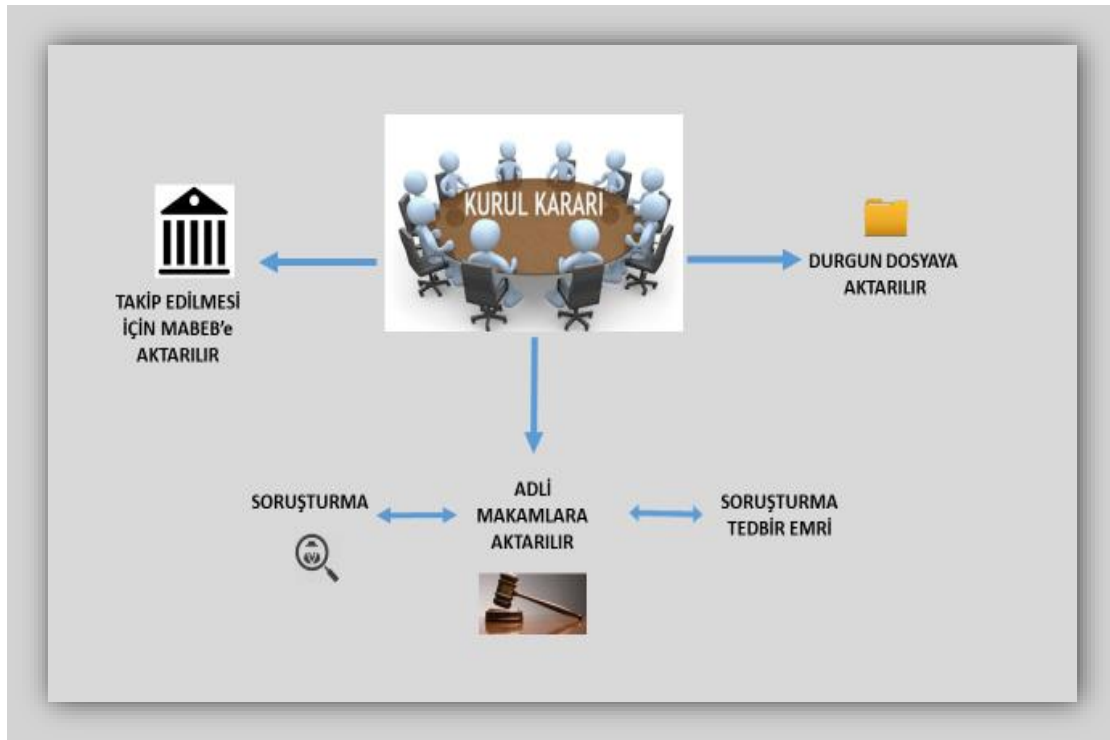 KURUL KARARI
TAKİP EDİLMESİ
İÇİN MABEB'e
AKTARILIR
DURGUN DOSYAYA
AKTARILIR
SORUŞTURMA
ADLİ
MAKAMLARA
AKTARILIR
SORUŞTURMA
TEDBİR EMRİ